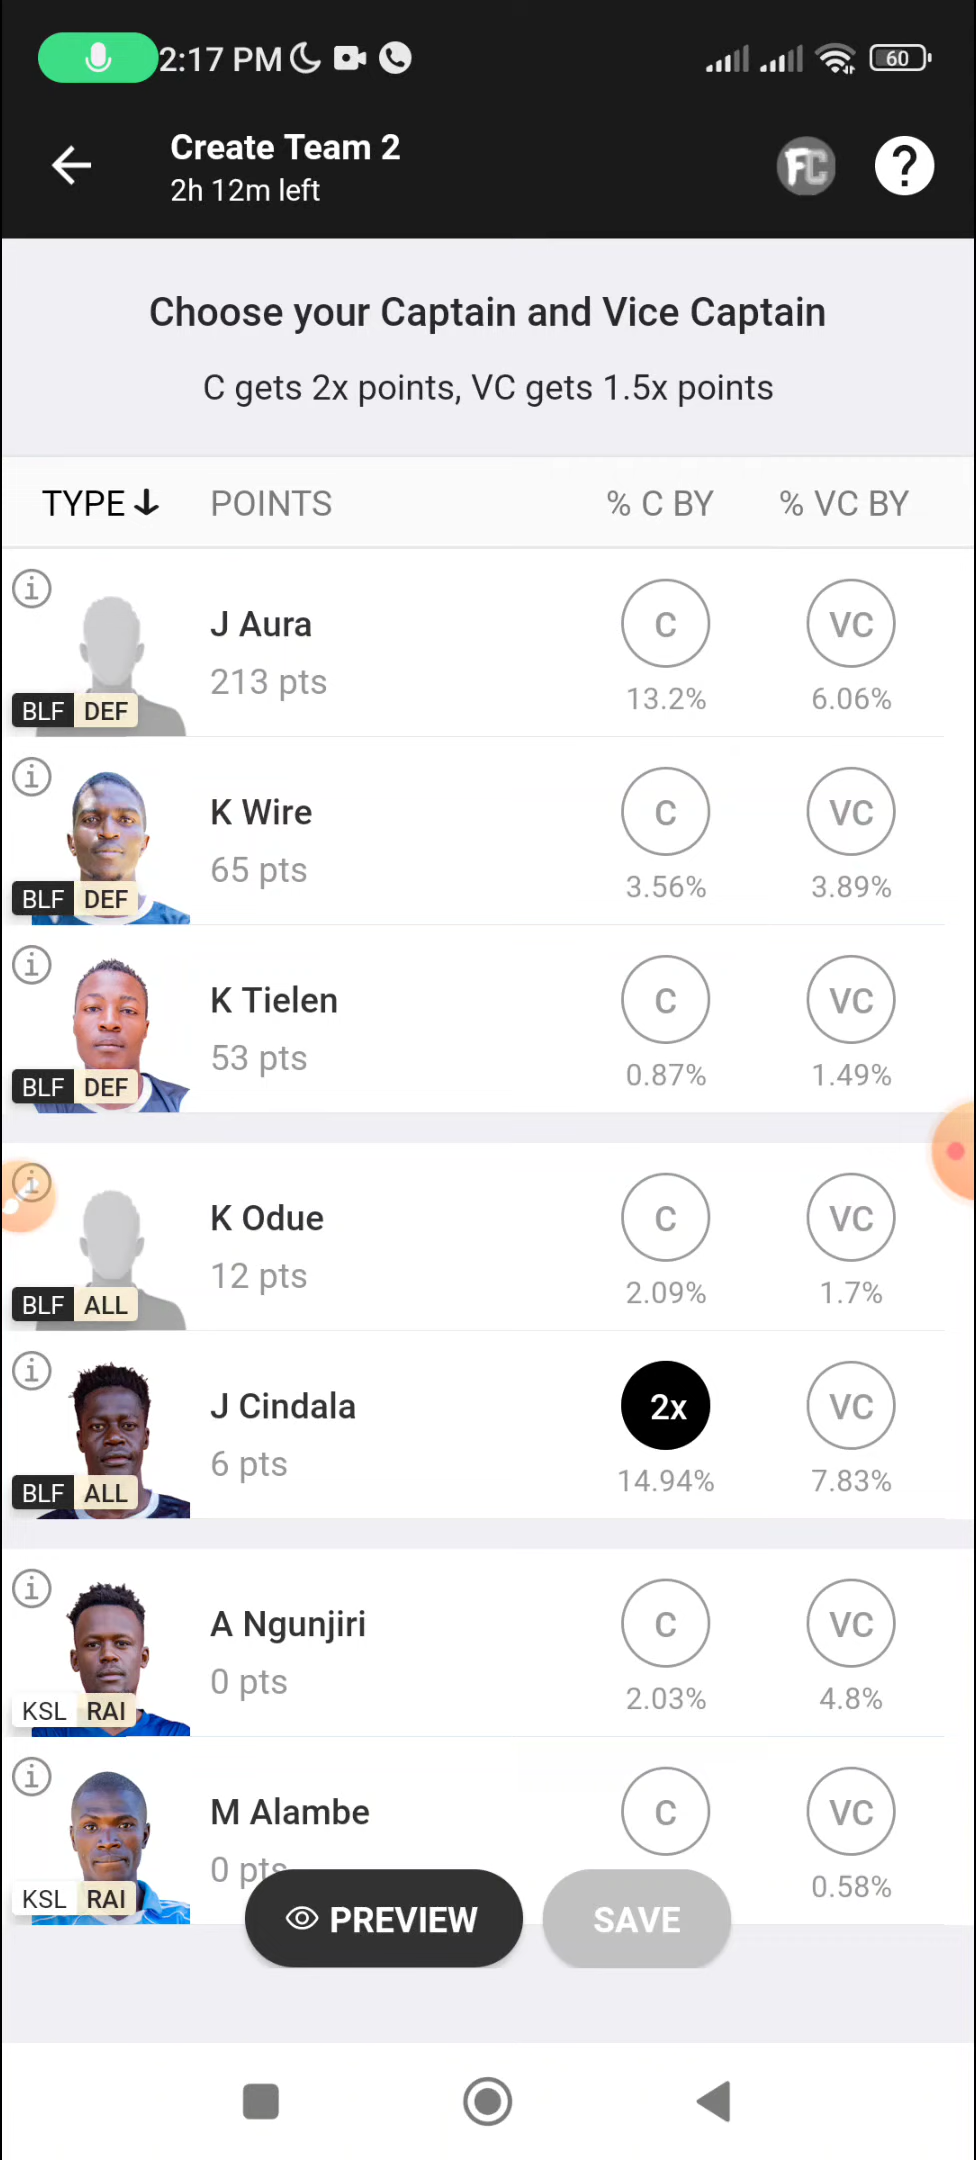 2:17 PM
60
Create Team 2
2h 12m left
FC
?
Choose your Captain and Vice Captain
C gets 2x points, VC gets 1.5x points
TYPE POINTS % C BY % VC BY
J Aura C VC
213 pts 13.2% 6.06%
BLF DEF
K Wire C VC
65 pts 3.56% 3.89%
BLF DEF
K Tielen C VC
53 pts 0.87% 1.49%
BLF DEF
K Odue C VC
12 pts 2.09% 1.7%
BLF ALL
J Cindala 2x VC
6 pts 14.94% 7.83%
BLF ALL
A Ngunjiri C VC
0 pts 2.03% 4.8%
KSL RAI
M Alambe C VC
0 pts 0.58%
KSL RAI
PREVIEW SAVE